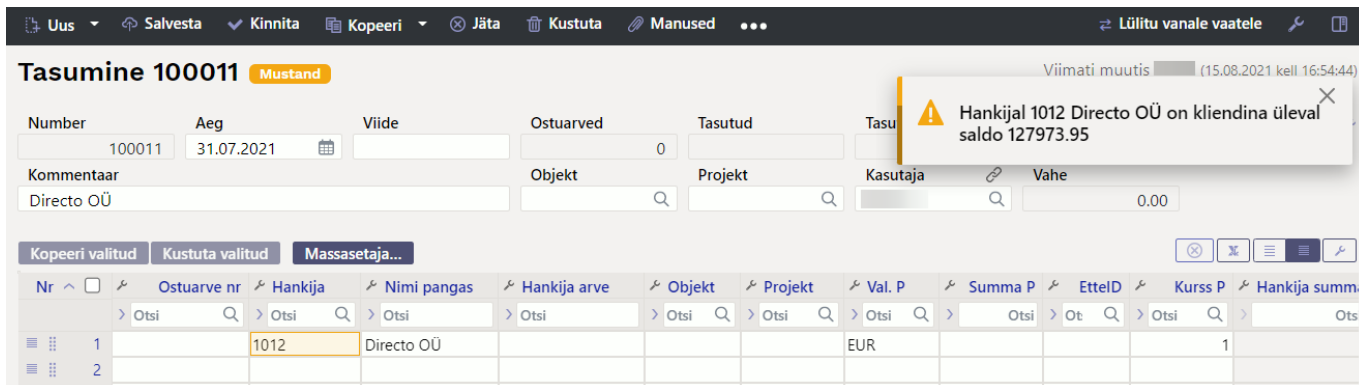 Uus Salvesta Kinnita Kopeeri Jäta Kustuta Manused ••• Lülitu vanale vaatele
Tasumine 100011 Mustand
Viimati muutis (15.08.2021 kell 16:54:44)
Hankijal 1012 Directo OÜ on kliendina üleval
saldo 127973.95
Number Aeg Viide Ostuarved Tasutud Tasu
100011 31.07.2021 0
Kommentaar Objekt Projekt Kasutaja Vahe
Directo OÜ 0.00
Kopeeri valitud Kustuta valitud Massasetaja...
Nr Ostuarve nr Hankija Nimi pangas Hankija arve Objekt Projekt Val. P Summa P EtteID Kurss P Hankija summa
Otsi Otsi Otsi Otsi Otsi Otsi Otsi Otsi Ot: Otsi Ots
1 1012 Directo OÜ EUR 1
2